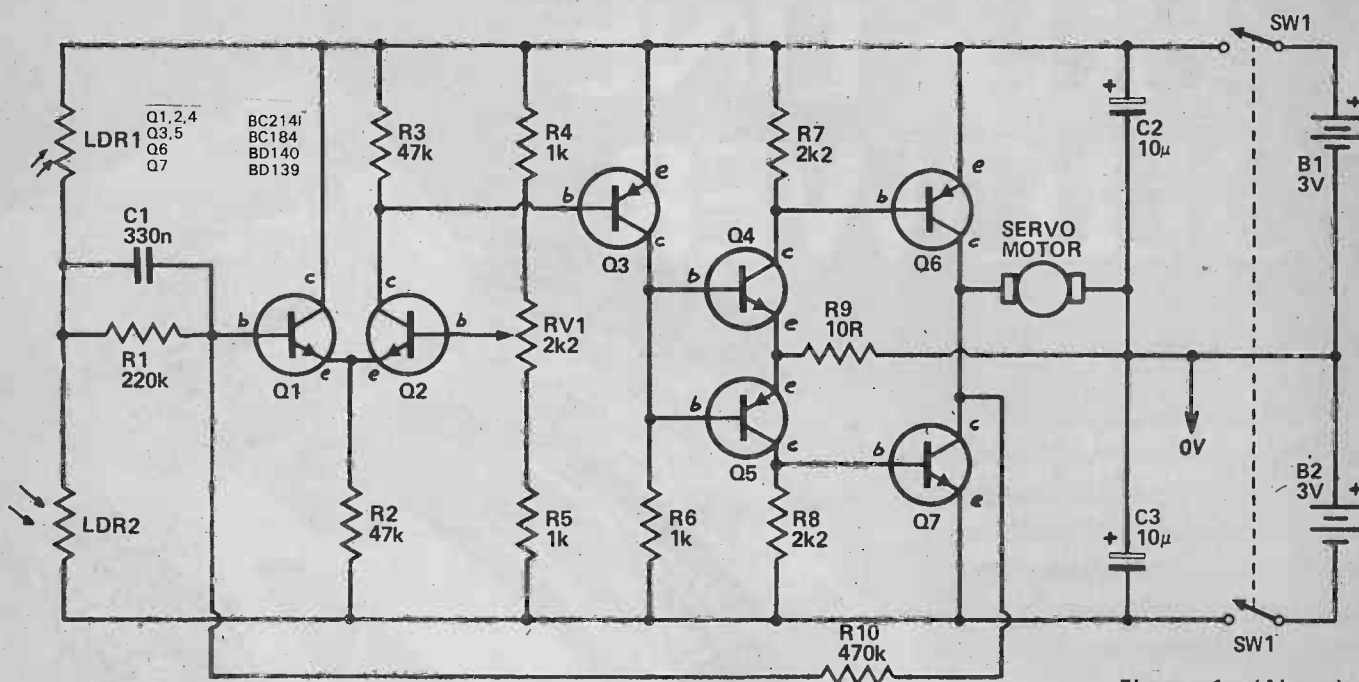 SW1
LDR1
Q1,2,4 BC214l
Q3,5 BC184
Q6 BD140
Q7 BD139
R3
47k
R4
1k
R7
2k2
+
C2
10µ
+
B1
3V
C1
330n
b
e
c
Q3
b
e
c
Q6
SERVO
MOTOR
Q4
b
c
e
R1
220k
b
c
e
Q1
c
b
e
Q2
RV1
2k2
R9
10R
0V
LDR2
R2
47k
R5
1k
R6
1k
b
e
c
Q5
R8
2k2
b
c
e
Q7
+
C3
10µ
B2
3V
+
SW1
R10
470k